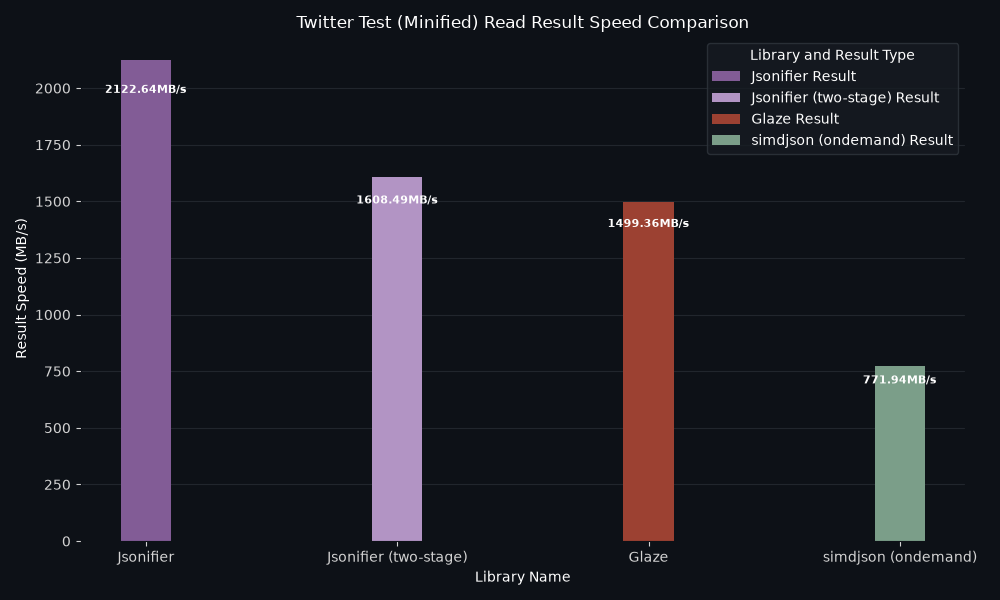 Twitter Test (Minified) Read Result Speed Comparison
Library and Result Type
Jsonifier Result
Jsonifier (two-stage) Result
Glaze Result
simdjson (ondemand) Result
2122.64MB/s
1608.49MB/s
1499.36MB/s
771.94MB/s
Result Speed (MB/s)
2000
1750
1500
1250
1000
750
500
250
0
Jsonifier
Jsonifier (two-stage)
Glaze
simdjson (ondemand)
Library Name